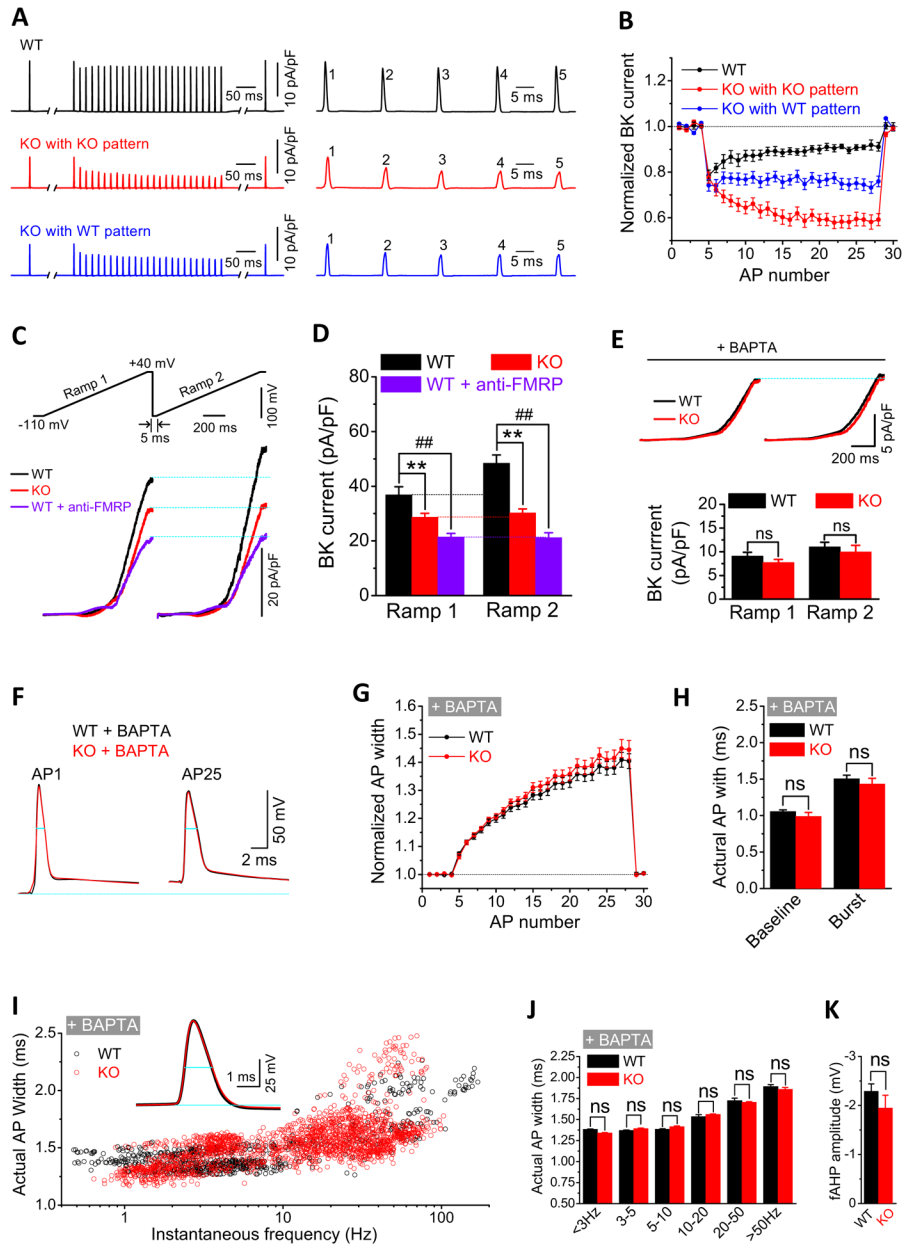 A
WT
50 ms
10 pA/pF
1 2 3 4 5
5 ms
10 pA/pF
KO with KO pattern
50 ms
10 pA/pF
1 2 3 4 5
5 ms
KO with WT pattern
50 ms
10 pA/pF
1 2 3 4 5
5 ms
B
Normalized BK current
1.2
1.0
0.8
0.6
WT
KO with KO pattern
KO with WT pattern
0 5 10 15 20 25 30
AP number
C
+40 mV
Ramp 1
Ramp 2
-110 mV
5 ms
200 ms
100 mV
WT
KO
WT + anti-FMRP
20 pA/pF
D
WT
KO
WT + anti-FMRP
BK current (pA/pF)
80
60
40
20
0
##
**
##
**
Ramp 1 Ramp 2
E
+ BAPTA
WT
KO
200 ms
5 pA/pF
BK currrent
(pA/pF)
20
15
10
5
0
WT
KO
ns
ns
Ramp 1 Ramp 2
F
WT + BAPTA
KO + BAPTA
AP1
AP25
50 mV
2 ms
G
+ BAPTA
WT
KO
Normalized AP width
1.6
1.5
1.4
1.3
1.2
1.1
1.0
0 5 10 15 20 25 30
AP number
H
+ BAPTA
WT
KO
Actural AP with (ms)
2.5
2.0
1.5
1.0
0.5
0.0
ns
ns
Baseline
Burst
I
+ BAPTA
WT
KO
Actual AP Width (ms)
2.5
2.0
1.5
1.0
1 ms
25 mV
1 10 100
Instantaneous frequency (Hz)
J
+ BAPTA
WT
KO
Actual AP width (ms)
2.25
2.00
1.75
1.50
1.25
1.00
0.75
0.50
ns ns ns ns ns ns
<3Hz
3-5
5-10
10-20
20-50
>50Hz
K
fAHP amplitude (mV)
-3
-2
-1
0
ns
WT
KO